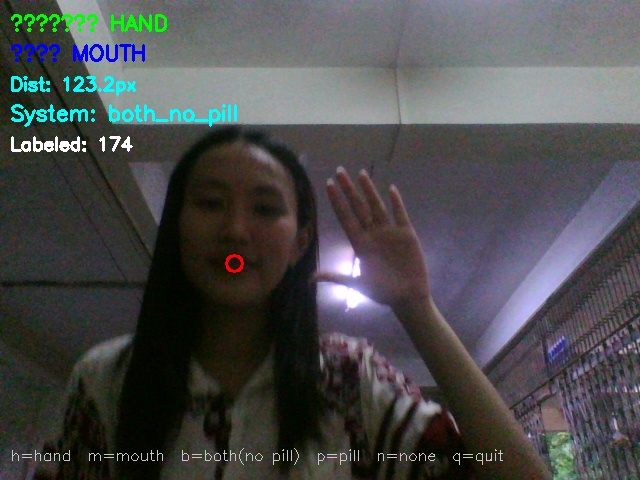 ??????? HAND
???? MOUTH
Dist: 123.2px
System: both_no_pill
Labeled: 174
h=hand m=mouth b=both(no pill) p=pill n=none q=quit